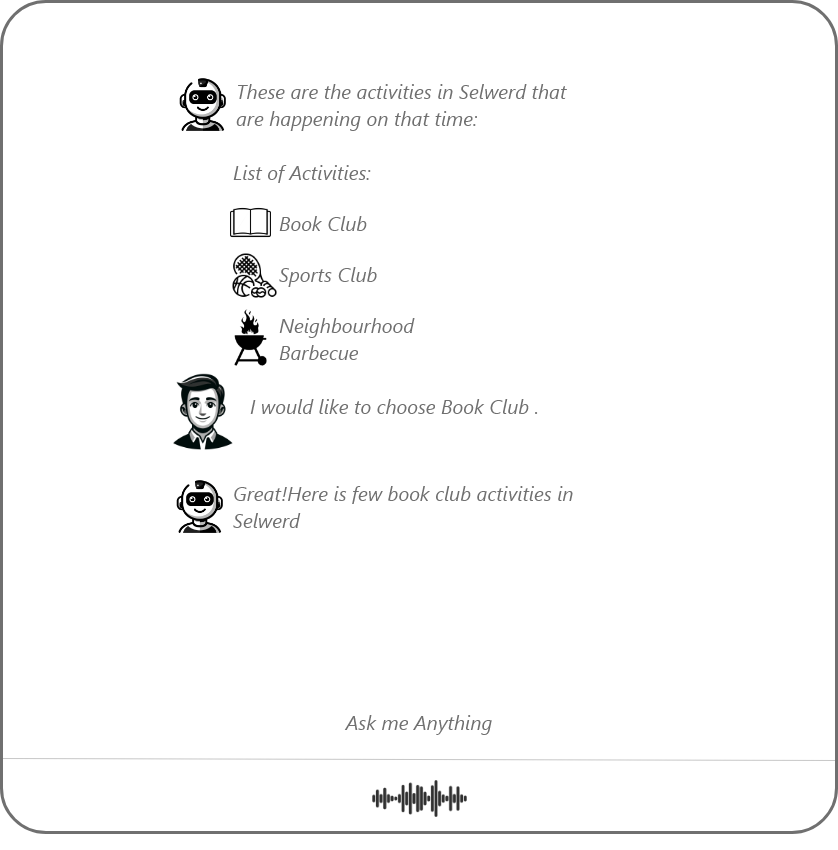 These are the activities in Selwerd that
are happening on that time:
List of Activities:
Book Club
Sports Club
Neighbourhood
Barbecue
I would like to choose Book Club .
Great!Here is few book club activities in
Selwerd
Ask me Anything